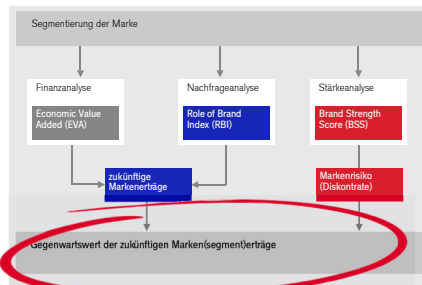 Segmentierung der Marke
Finanzanalyse
Economic Value
Added (EVA)
Nachfrageanalyse
Role of Brand
Index (RBI)
Stärkeanalyse
Brand Strength
Score (BSS)
zukünftige
Markenerträge
Markenrisiko
(Diskontrate)
Gegenwartswert der zukünftigen Marken(segment)erträge